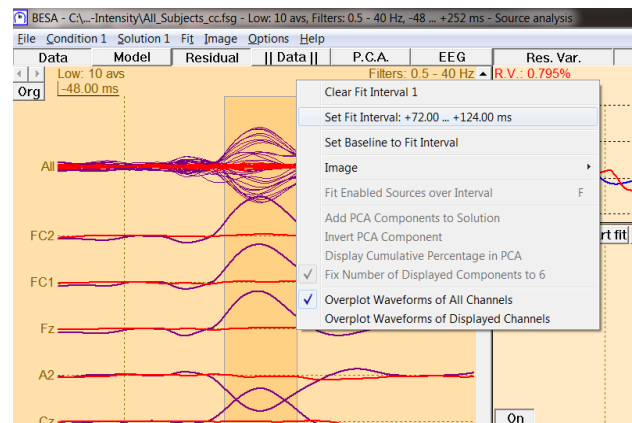 BESA - C:\...-Intensity\All_Subjects_cc.fsg - Low: 10 avs, Filters: 0.5 - 40 Hz, -48 ... +252 ms - Source analysis
File Condition 1 Solution 1 Fit Image Options Help
Data Model Residual || Data || P.C.A. EEG Res. Var.
Low: 10 avs Filters: 0.5 - 40 Hz R.V.: 0.795%
Org -48.00 ms
Clear Fit Interval 1
Set Fit Interval: +72.00 ... +124.00 ms
Set Baseline to Fit Interval
All
Image
Fit Enabled Sources over Interval F
Add PCA Components to Solution
FC2
Invert PCA Component
rt fit
Display Cumulative Percentage in PCA
Fix Number of Displayed Components to 6
FC1
Overplot Waveforms of All Channels
Overplot Waveforms of Displayed Channels
Fz
A2
Cz
On